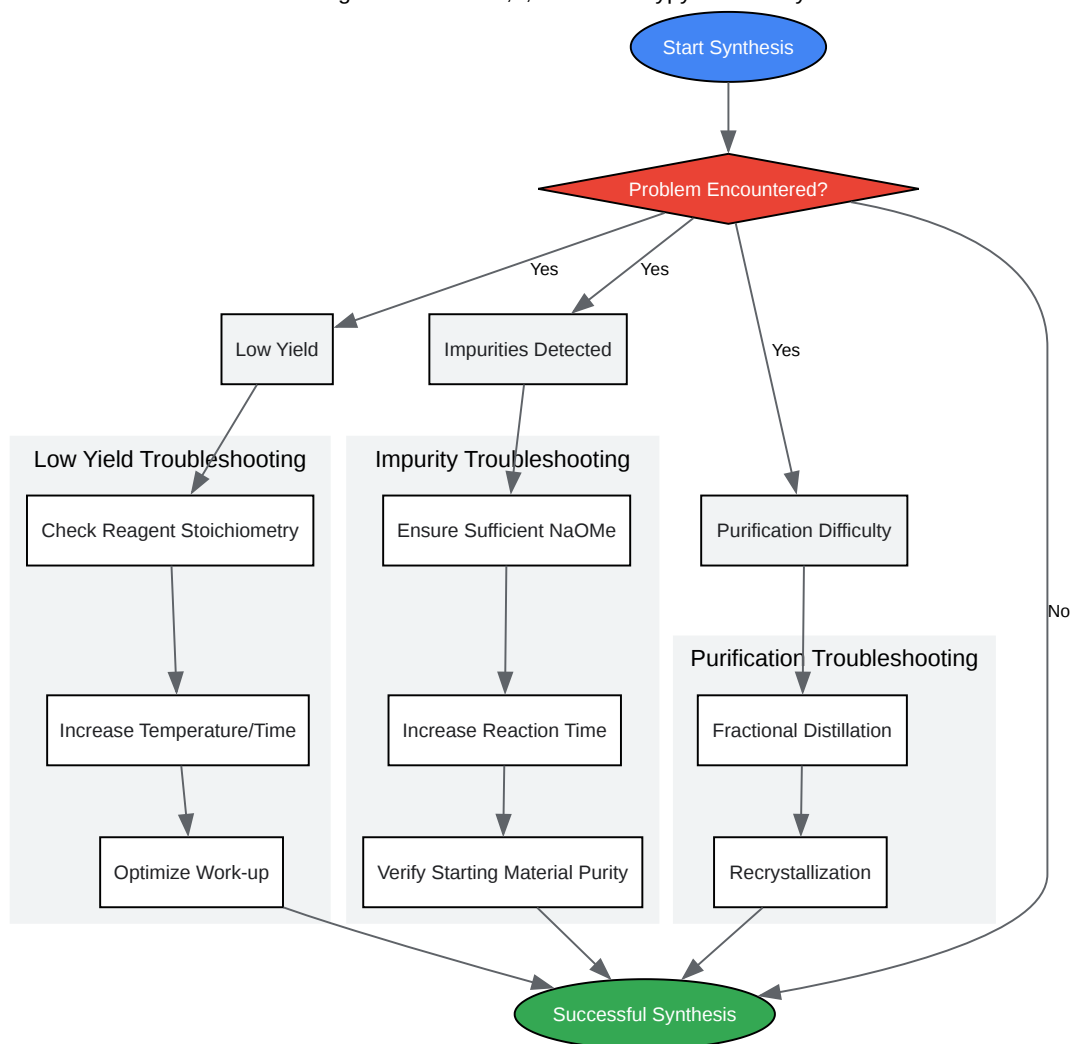 Start Synthesis
Problem Encountered?
Yes
Yes
Low Yield
Impurities Detected
Yes
Low Yield Troubleshooting
Impurity Troubleshooting
Check Reagent Stoichiometry
Ensure Sufficient NaOMe
Purification Difficulty
No
Purification Troubleshooting
Increase Temperature/Time
Increase Reaction Time
Fractional Distillation
Optimize Work-up
Verify Starting Material Purity
Recrystallization
Successful Synthesis